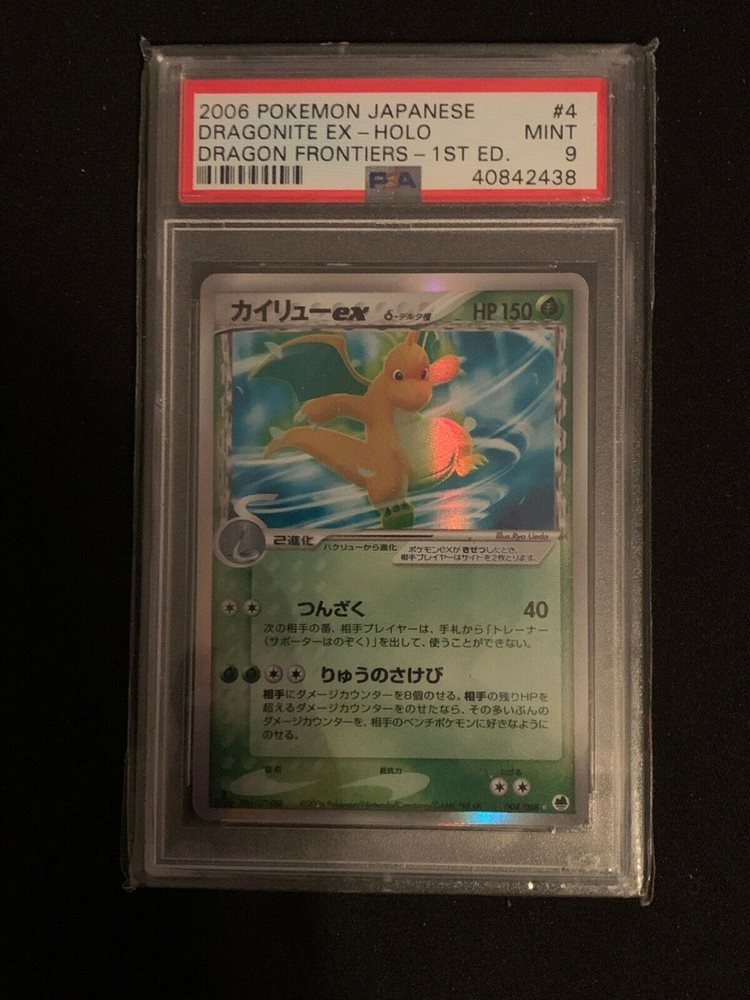 2006 POKEMON JAPANESE #4
DRAGONITE EX-HOLO MINT
DRAGON FRONTIERS-1ST ED. 9
PSA 40842438
カイリューex δ-デルタ種 HP 150
Illus.Ryo Ueda
2進化
ハクリューから進化
ポケモンexがきぜつしたとき、
相手プレイヤーはサイドを2枚とります。
つんざく 40
次の相手の番、相手プレイヤーは、手札から「トレーナー
(サポーターはのぞく)」を出して、使うことができない。
りゅうのさけび
相手にダメージカウンターを8個のせる。相手の残りHPを
超えるダメージカウンターをのせたなら、その多いぶんの
ダメージカウンターを、相手のベンチポケモンに好きなように
のせる。
弱点 抵抗力 にげる
004/068